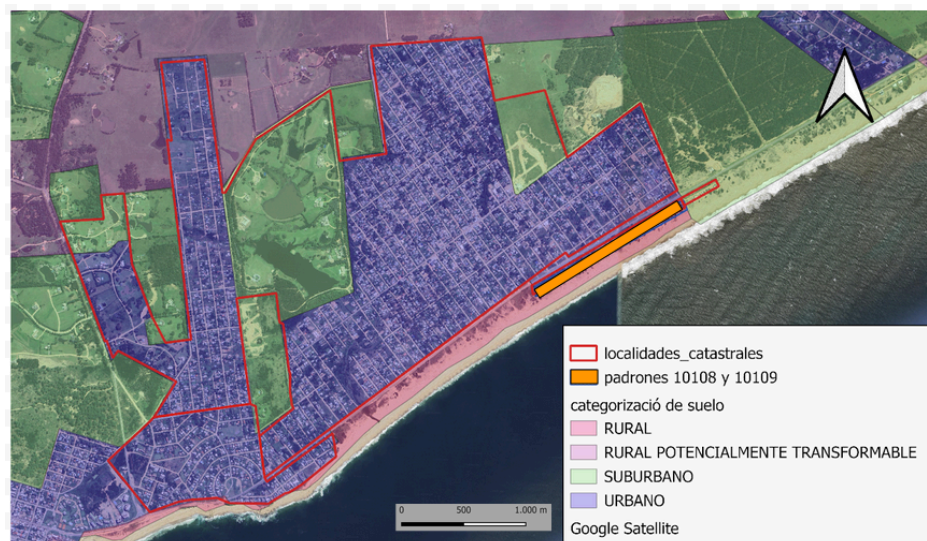 localidades_catastrales
padrones 10108 y 10109
categorizació de suelo
RURAL
RURAL POTENCIALMENTE TRANSFORMABLE
SUBURBANO
URBANO
Google Satellite
0 500 1.000 m